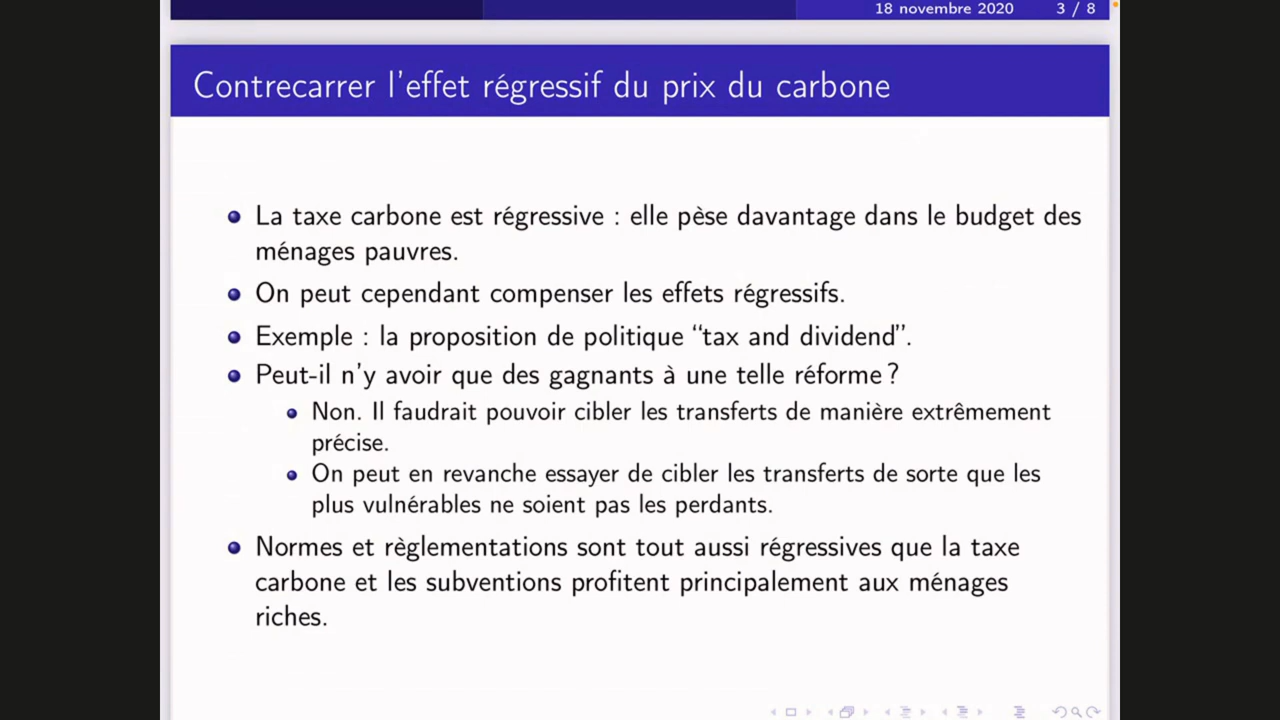 18 novembre 2020 3 / 8
Contrecarrer l'effet régressif du prix du carbone
La taxe carbone est régressive : elle pèse davantage dans le budget des
ménages pauvres.
On peut cependant compenser les effets régressifs.
Exemple : la proposition de politique “tax and dividend”.
Peut-il n'y avoir que des gagnants à une telle réforme ?
Non. Il faudrait pouvoir cibler les transferts de manière extrêmement
précise.
On peut en revanche essayer de cibler les transferts de sorte que les
plus vulnérables ne soient pas les perdants.
Normes et règlementations sont tout aussi régressives que la taxe
carbone et les subventions profitent principalement aux ménages
riches.